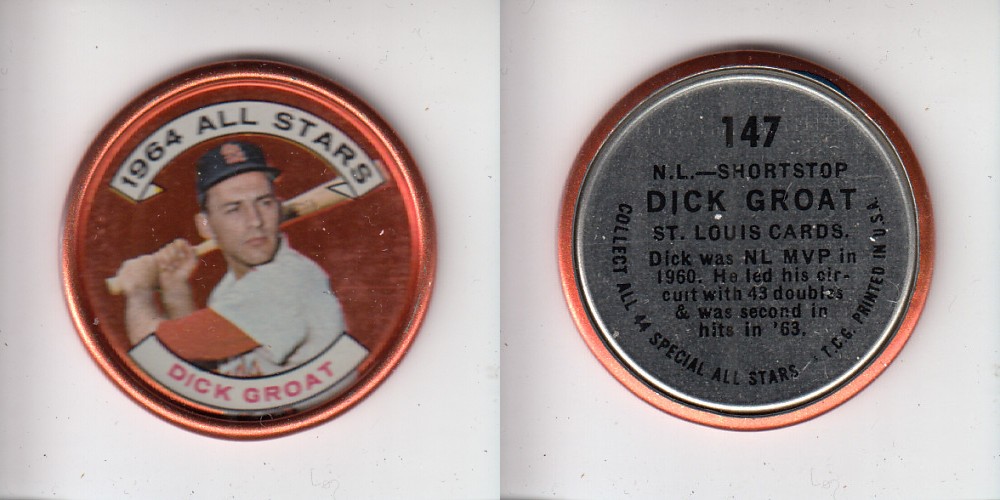 1964 ALL STARS
DICK GROAT
147
N.L.—SHORTSTOP
DICK GROAT
ST. LOUIS CARDS.
Dick was NL MVP in
1960. He led his cir-
cuit with 43 doubles
& was second in
hits in '63.
COLLECT ALL 44 SPECIAL ALL STARS · T.C.G. PRINTED IN U.S.A.